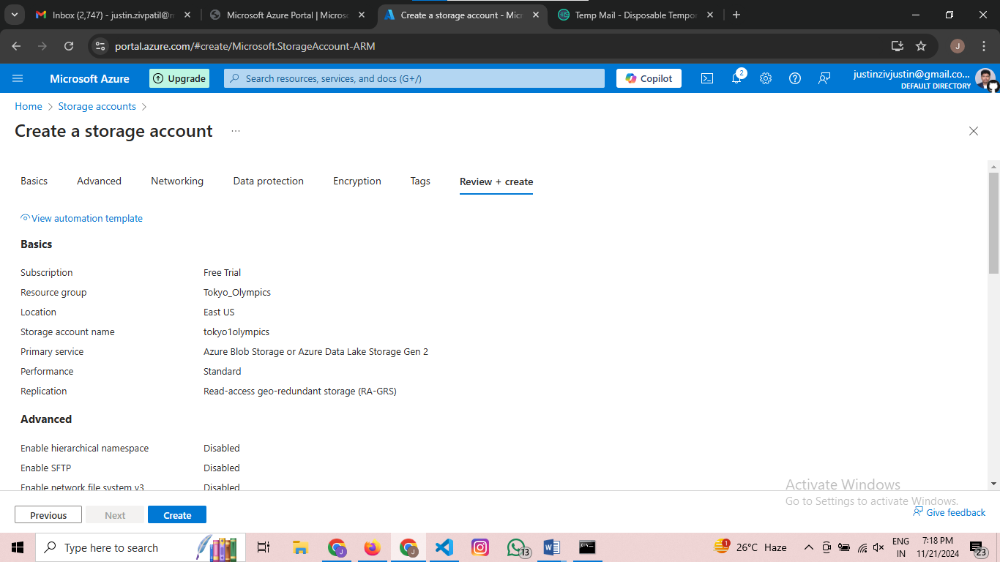 Inbox (2,747) - justin.zivpatil@m
Microsoft Azure Portal | Microso
Create a storage account - Micr
Temp Mail - Disposable Tempo
portal.azure.com/#create/Microsoft.StorageAccount-ARM
J
Microsoft Azure
Upgrade
Search resources, services, and docs (G+/)
Copilot
2
justinzivjustin@gmail.co...
DEFAULT DIRECTORY
Home > Storage accounts >
Create a storage account ...
Basics
Advanced
Networking
Data protection
Encryption
Tags
Review + create
View automation template
Basics
Subscription Free Trial
Resource group Tokyo_Olympics
Location East US
Storage account name tokyo1olympics
Primary service Azure Blob Storage or Azure Data Lake Storage Gen 2
Performance Standard
Replication Read-access geo-redundant storage (RA-GRS)
Advanced
Enable hierarchical namespace Disabled
Enable SFTP Disabled
Enable network file system v3 Disabled
Activate Windows
Go to Settings to activate Windows.
Previous
Next
Create
Give feedback
Type here to search
J
J
13
1
26°C Haze
ENG
IN
7:18 PM
11/21/2024
23